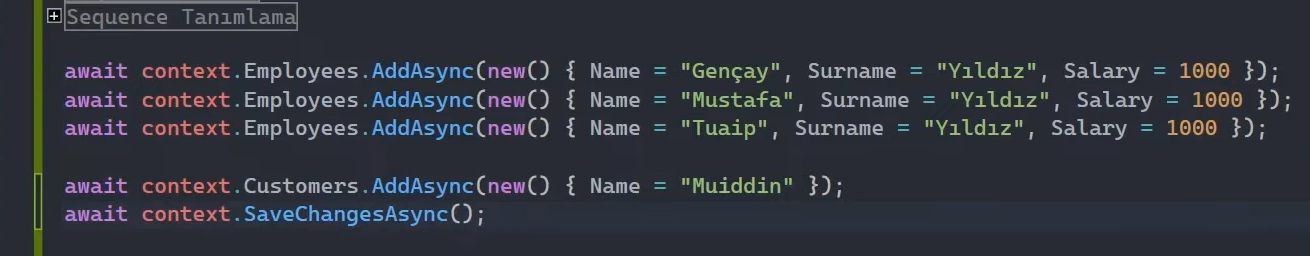 Sequence Tanımlama
await context.Employees.AddAsync(new() { Name = "Gençay", Surname = "Yıldız", Salary = 1000 });
await context.Employees.AddAsync(new() { Name = "Mustafa", Surname = "Yıldız", Salary = 1000 });
await context.Employees.AddAsync(new() { Name = "Tuaip", Surname = "Yıldız", Salary = 1000 });
await context.Customers.AddAsync(new() { Name = "Muiddin" });
await context.SaveChangesAsync();